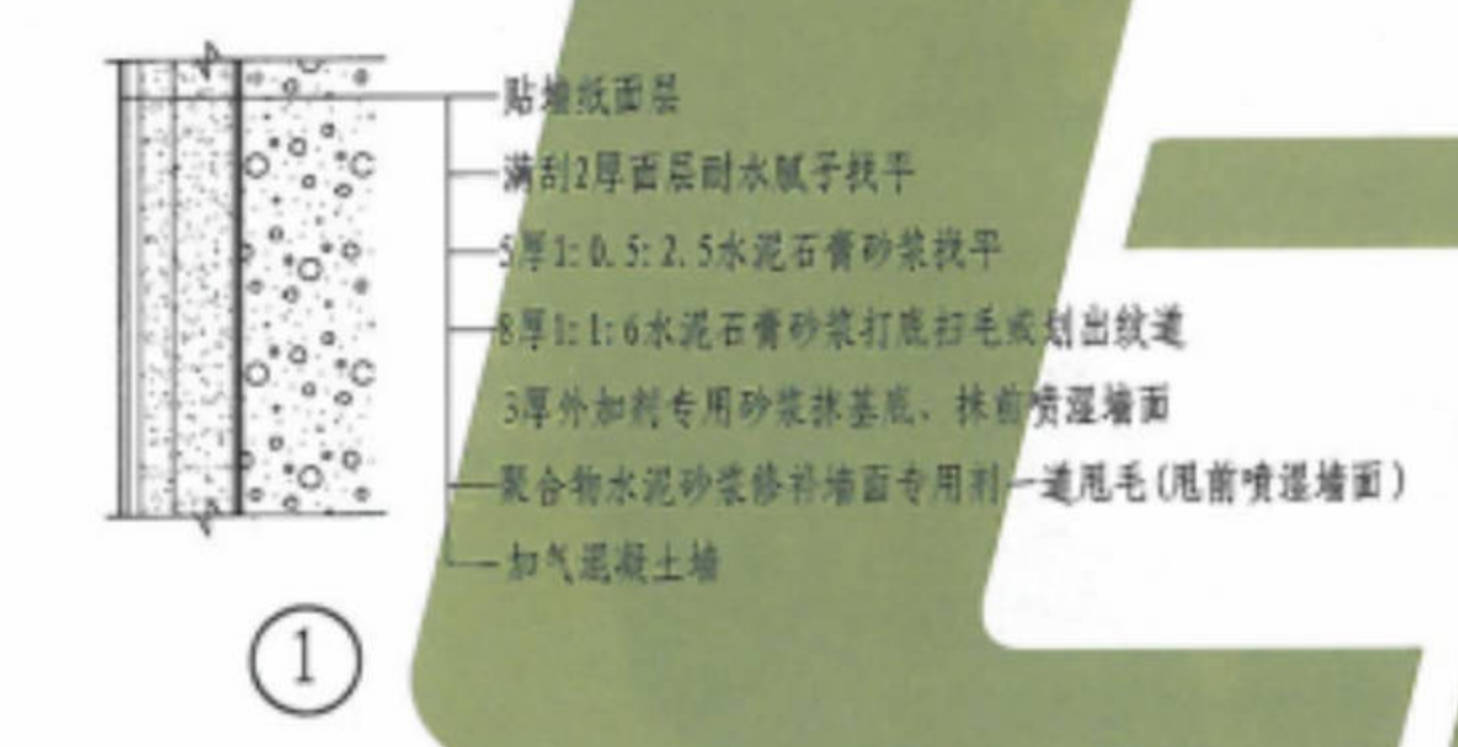 贴墙纸面层
满刮2厚面层耐水腻子找平
5厚1:0.5:2.5水泥石膏砂浆找平
8厚1:1:6水泥石膏砂浆打底扫毛或划出纹道
3厚外加剂专用砂浆抹基底、抹前喷湿墙面
聚合物水泥砂浆修补墙面专用剂一道甩毛(甩前喷湿墙面)
加气混凝土墙
1